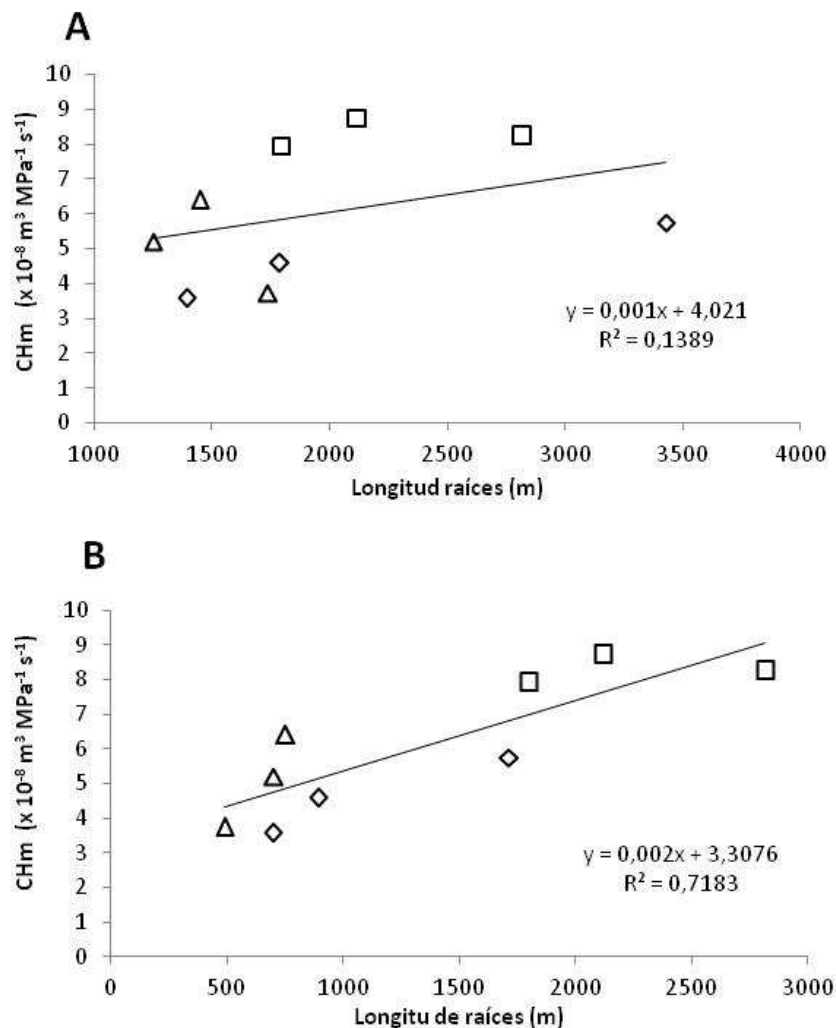 A
10
9
8
7
6
5
4
3
2
1
0
CHm (x 10⁻⁸ m³ MPa⁻¹ s⁻¹)
y = 0,001x + 4,021
R² = 0,1389
1000 1500 2000 2500 3000 3500 4000
Longitud raíces (m)
B
10
9
8
7
6
5
4
3
2
1
0
CHm (x 10⁻⁸ m³ MPa⁻¹ s⁻¹)
y = 0,002x + 3,3076
R² = 0,7183
0 500 1000 1500 2000 2500 3000
Longitu de raíces (m)